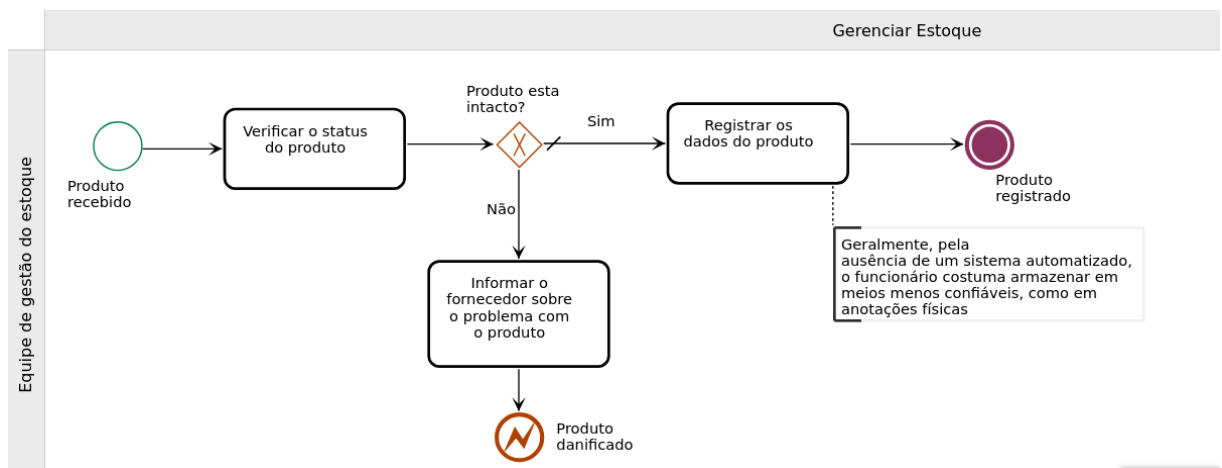 Gerenciar Estoque
Equipe de gestão do estoque
Produto
recebido
Verificar o status
do produto
Produto esta
intacto?
Sim
Registrar os
dados do produto
Produto
registrado
Não
Geralmente, pela
ausência de um sistema automatizado,
o funcionário costuma armazenar em
meios menos confiáveis, como em
anotações físicas
Informar o
fornecedor sobre
o problema com
o produto
Produto
danificado